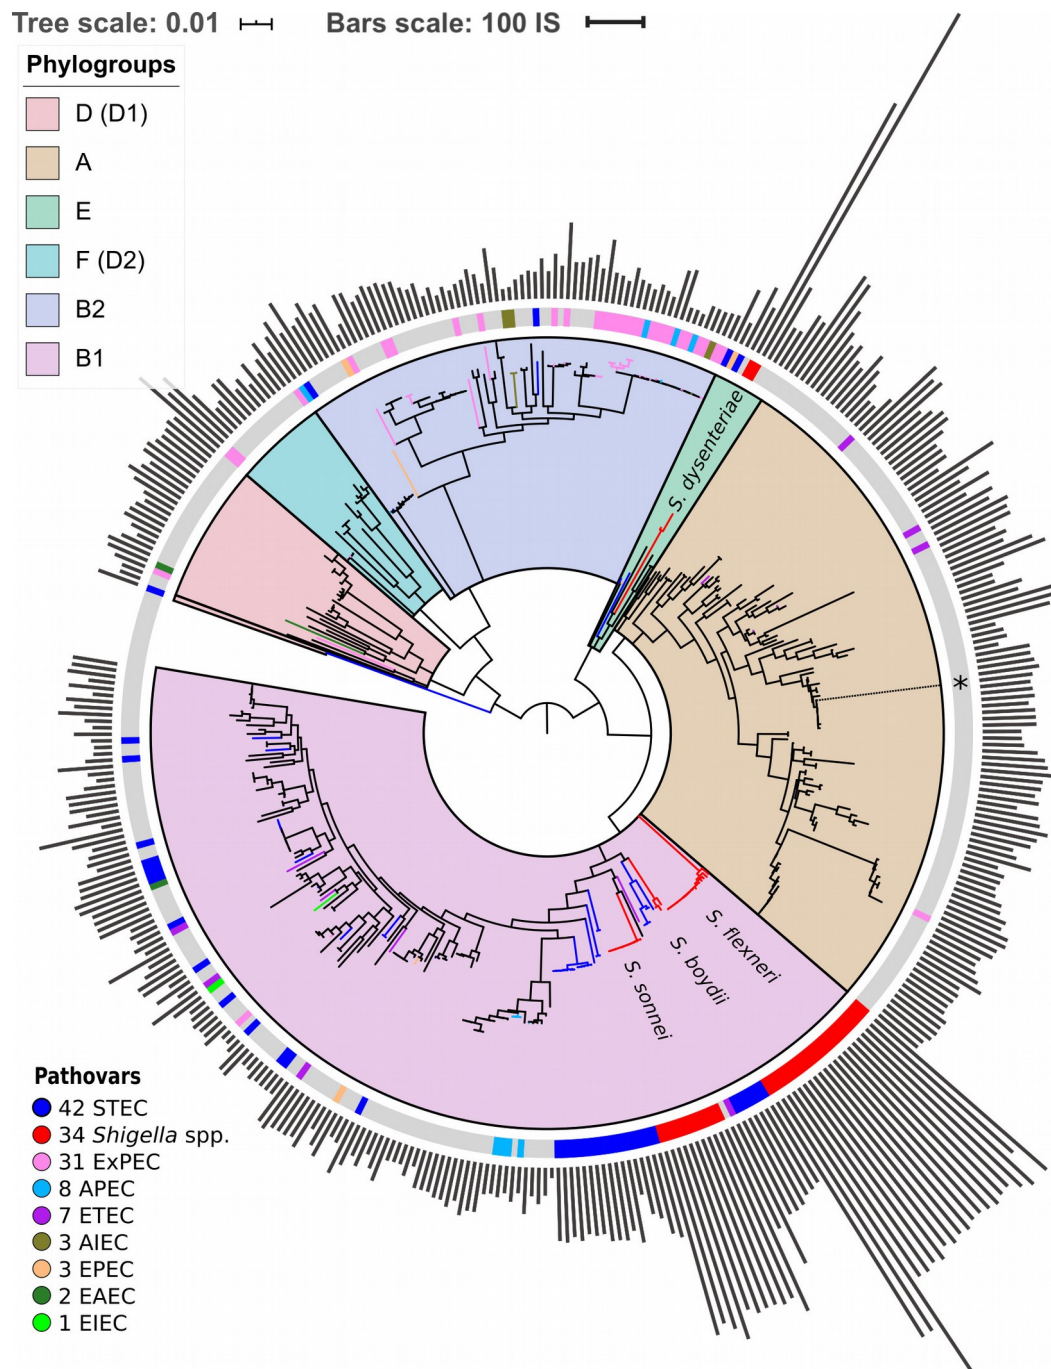 Tree scale: 0.01
Bars scale: 100 IS
Phylogroups
D (D1)
A
E
F (D2)
B2
B1
S. dysenteriae
*
S. flexneri
S. boydii
S. sonnei
Pathovars
42 STEC
34 Shigella spp.
31 ExPEC
8 APEC
7 ETEC
3 AIEC
3 EPEC
2 EAEC
1 EIEC